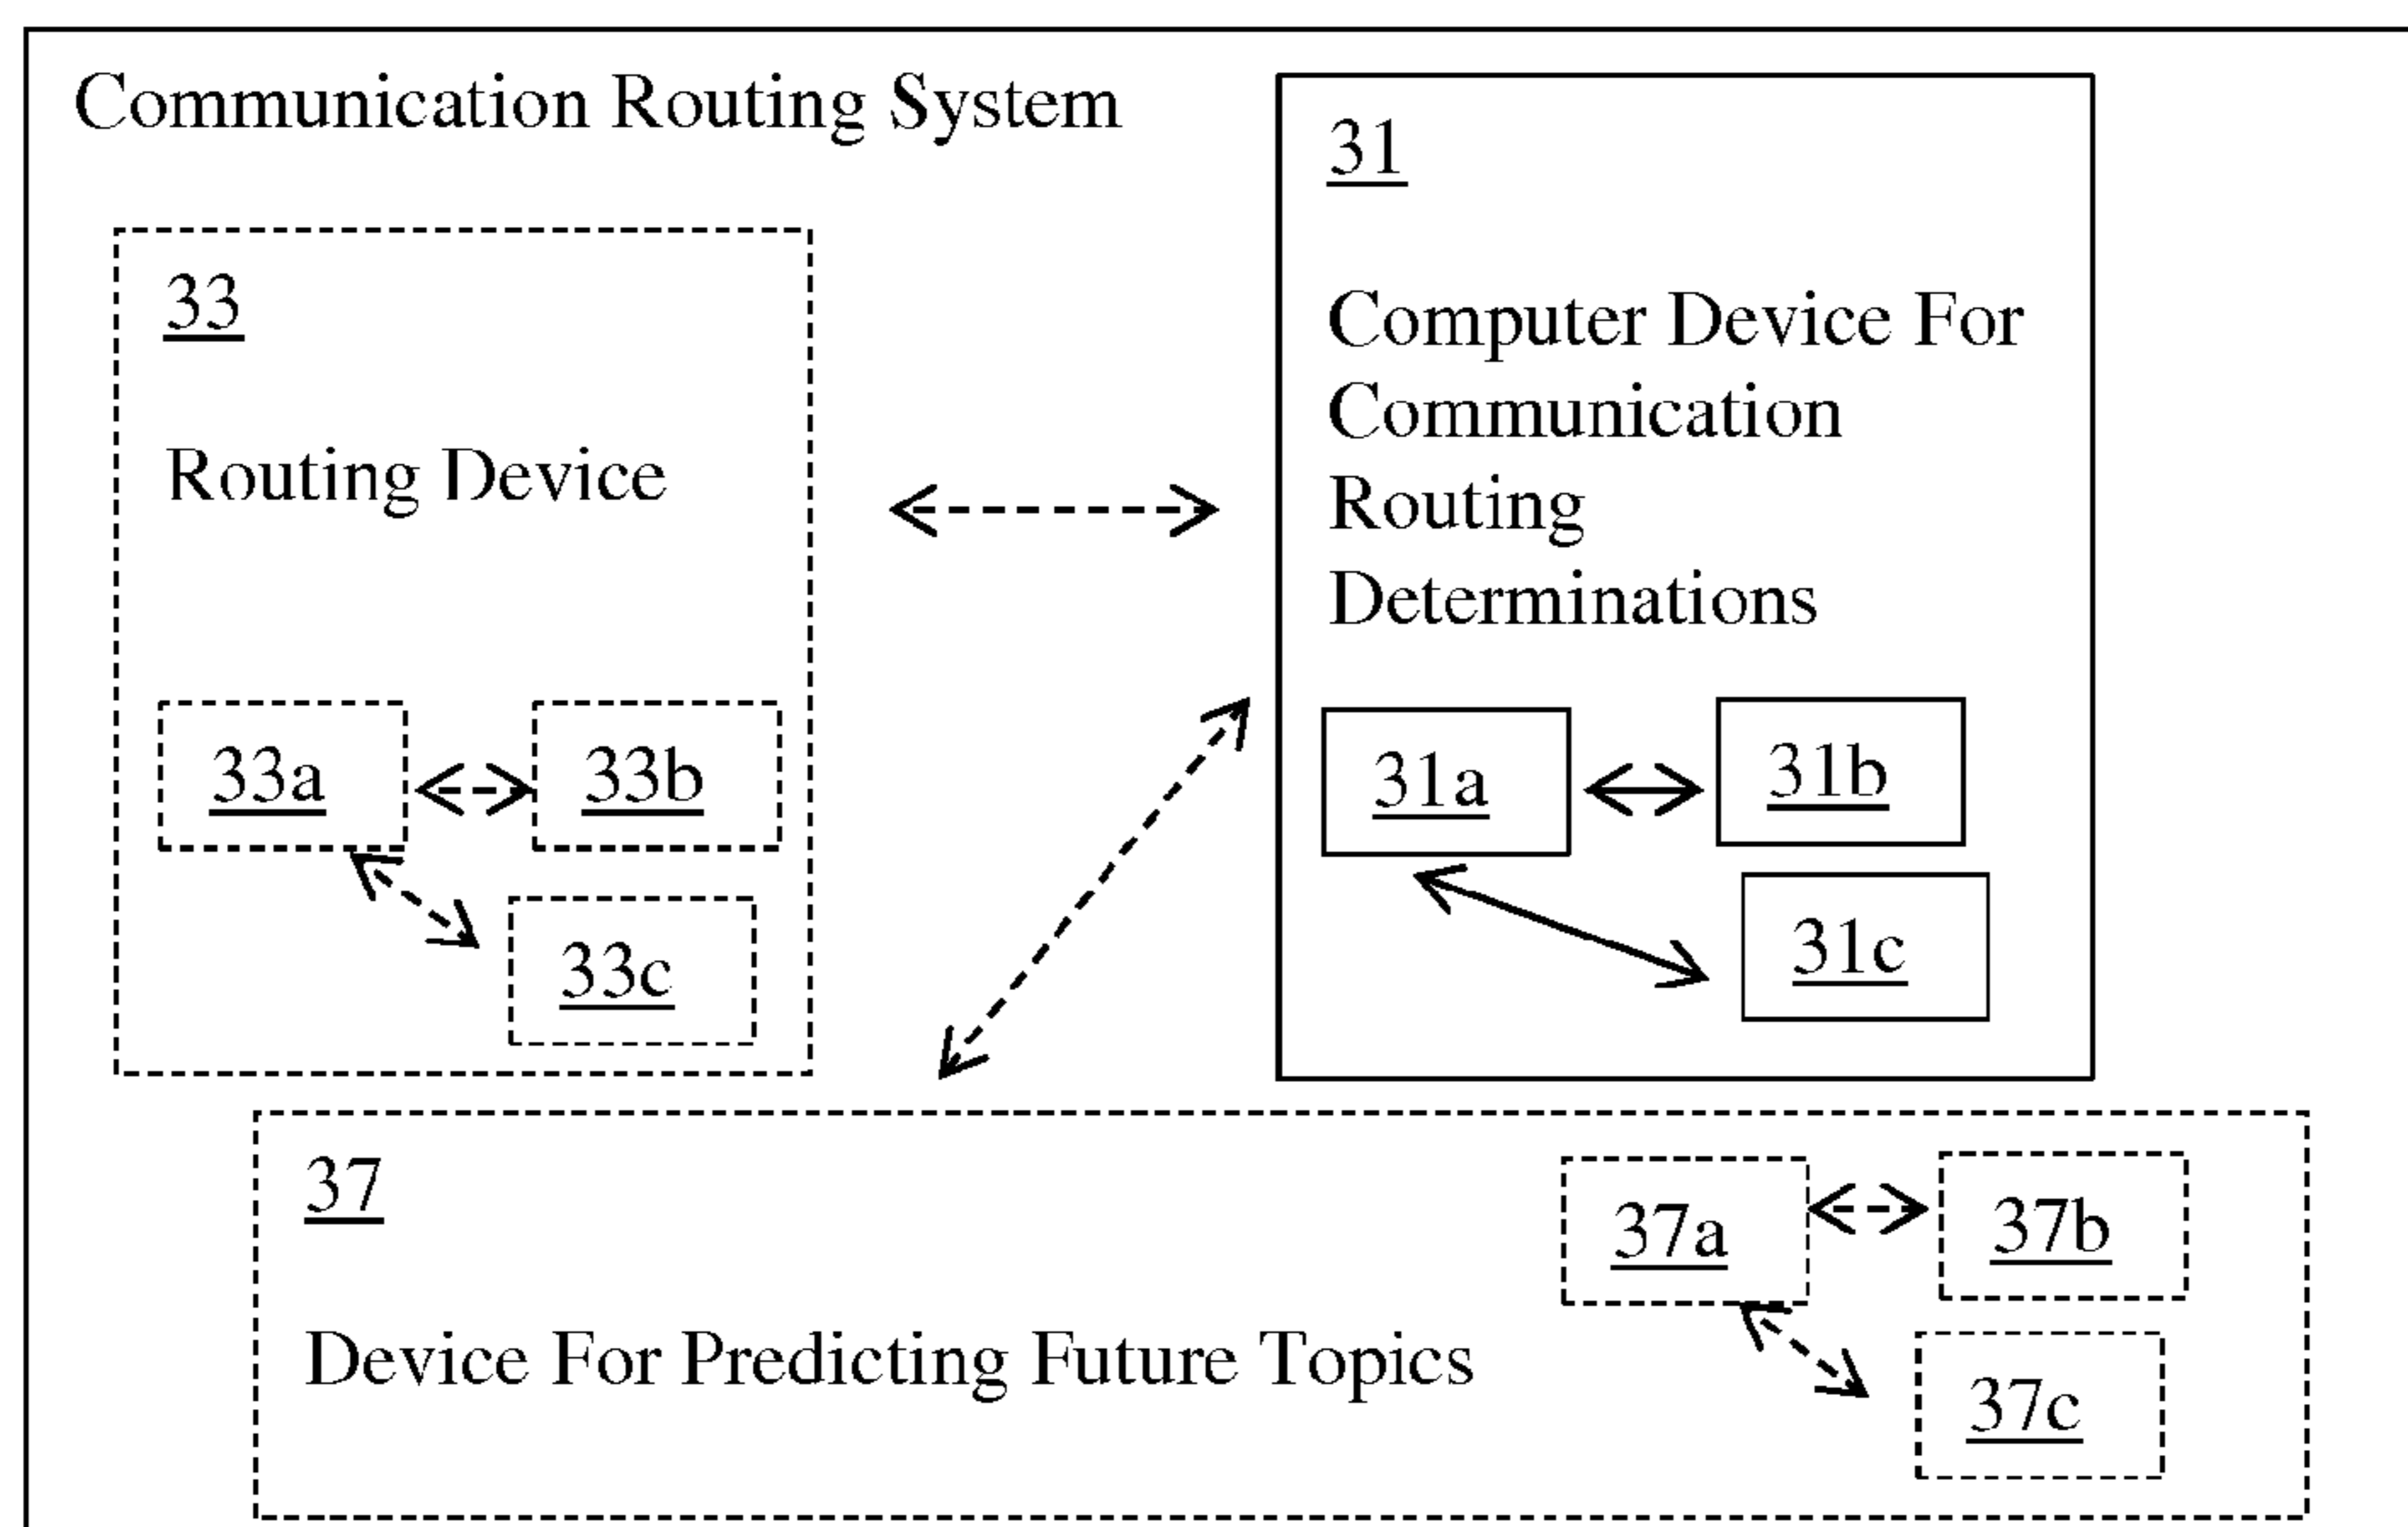 Communication Routing System
33
Routing Device
33a
33b
33c
31
Computer Device For
Communication
Routing
Determinations
31a
31b
31c
37
Device For Predicting Future Topics
37a
37b
37c